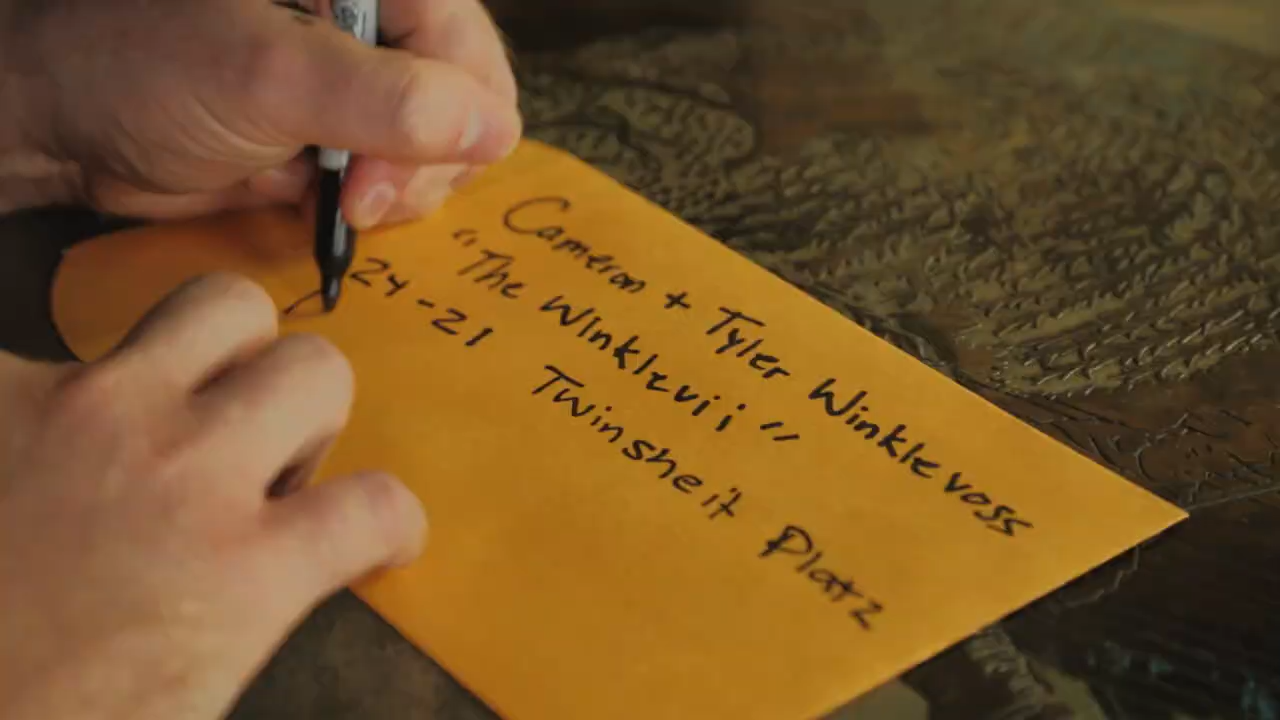 Cameron + Tyler Winklevoss
"The Winklevii"
24-21 Twinsheit Platz